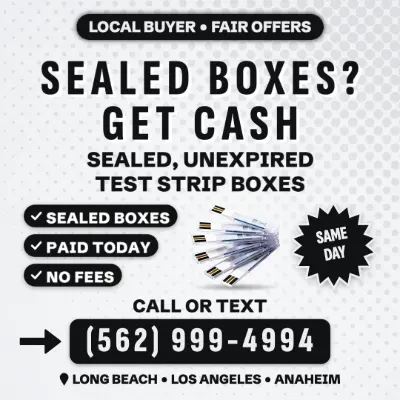 LOCAL BUYER • FAIR OFFERS
SEALED BOXES?
GET CASH
SEALED, UNEXPIRED
TEST STRIP BOXES
✓ SEALED BOXES
✓ PAID TODAY
✓ NO FEES
SAME
DAY
CALL OR TEXT
(562) 999-4994
LONG BEACH • LOS ANGELES • ANAHEIM